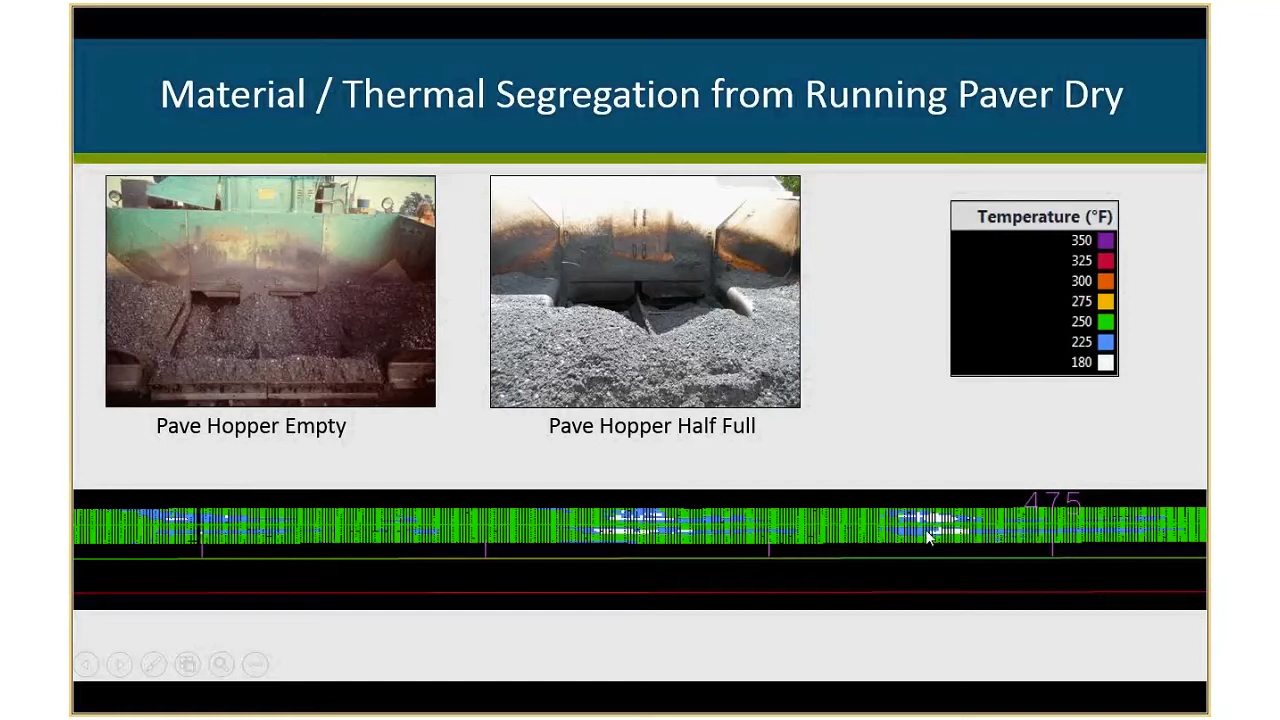 Material / Thermal Segregation from Running Paver Dry
Temperature (°F)
350
325
300
275
250
225
180
Pave Hopper Empty
Pave Hopper Half Full
475